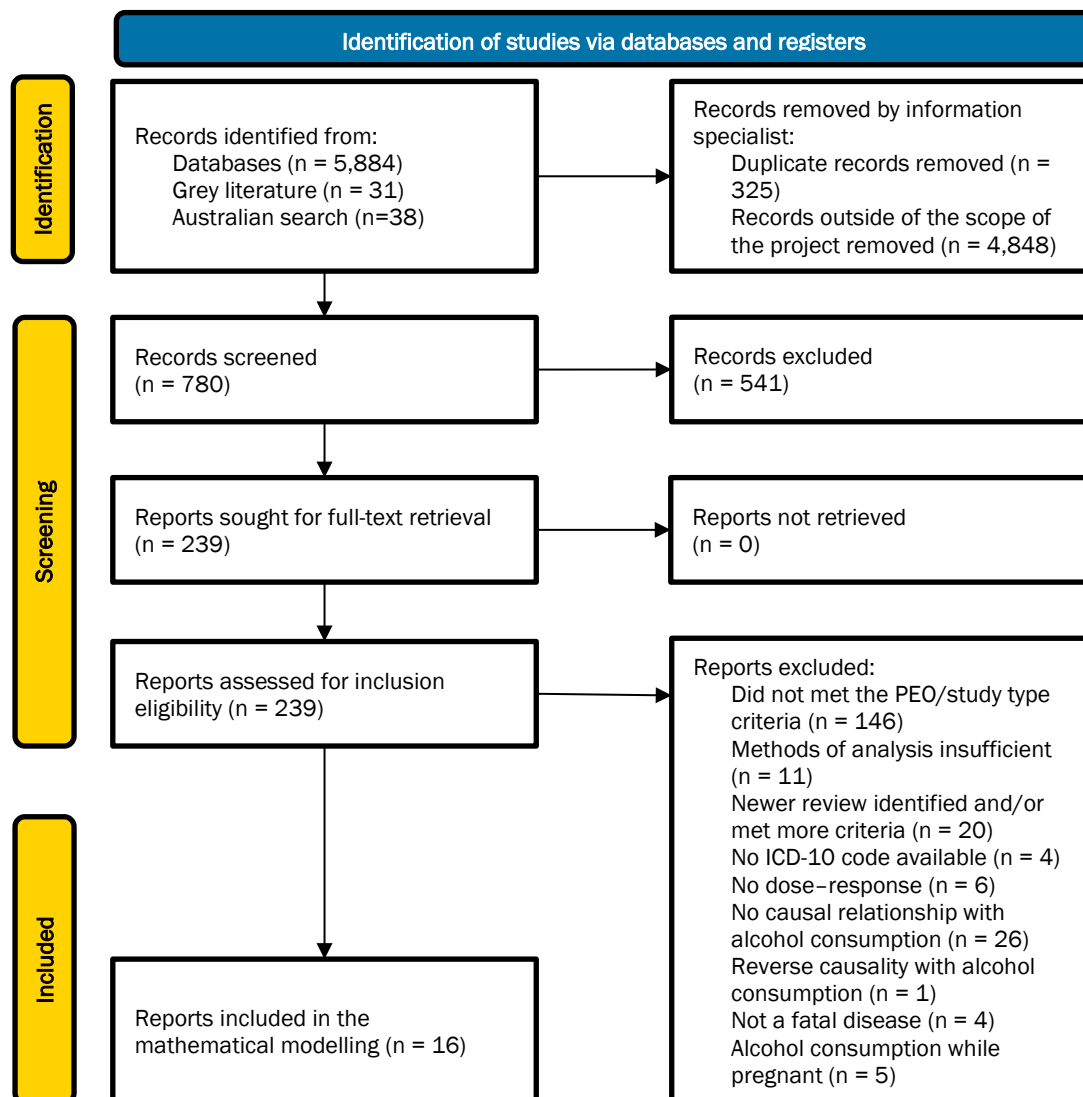 Identification of studies via databases and registers
Identification
Records identified from:
Databases (n = 5,884)
Grey literature (n = 31)
Australian search (n=38)
Records removed by information
specialist:
Duplicate records removed (n =
325)
Records outside of the scope of
the project removed (n = 4,848)
Screening
Records screened
(n = 780)
Records excluded
(n = 541)
Reports sought for full-text retrieval
(n = 239)
Reports not retrieved
(n = 0)
Reports assessed for inclusion
eligibility (n = 239)
Reports excluded:
Did not met the PEO/study type
criteria (n = 146)
Methods of analysis insufficient
(n = 11)
Newer review identified and/or
met more criteria (n = 20)
No ICD-10 code available (n = 4)
No dose–response (n = 6)
No causal relationship with
alcohol consumption (n = 26)
Reverse causality with alcohol
consumption (n = 1)
Not a fatal disease (n = 4)
Alcohol consumption while
pregnant (n = 5)
Included
Reports included in the
mathematical modelling (n = 16)